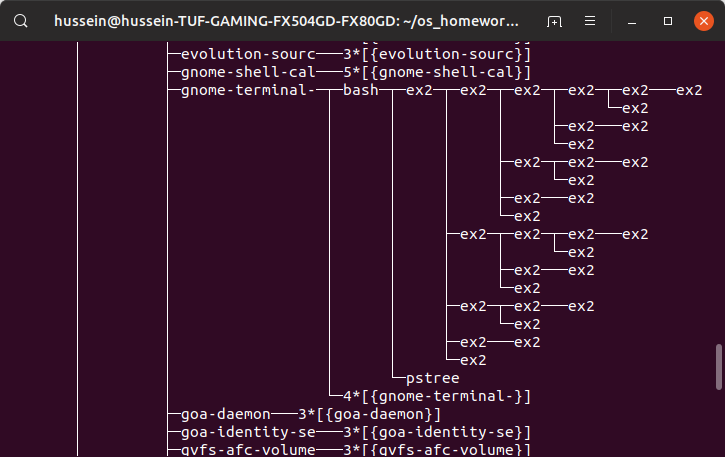 hussein@hussein-TUF-GAMING-FX504GD-FX80GD: ~/os_homewor...
evolution-sourc───3*[{evolution-sourc}]
gnome-shell-cal───5*[{gnome-shell-cal}]
gnome-terminal-─┬─bash─┬─ex2─┬─ex2─┬─ex2─┬─ex2─┬─ex2───ex2
ex2
ex2───ex2
ex2
ex2─┬─ex2───ex2
ex2
ex2───ex2
ex2
ex2─┬─ex2─┬─ex2───ex2
ex2
ex2───ex2
ex2
ex2─┬─ex2───ex2
ex2
ex2───ex2
ex2
pstree
4*[{gnome-terminal-}]
goa-daemon───3*[{goa-daemon}]
goa-identity-se───3*[{goa-identity-se}]
gvfs-afc-volume───3*[{gvfs-afc-volume}]